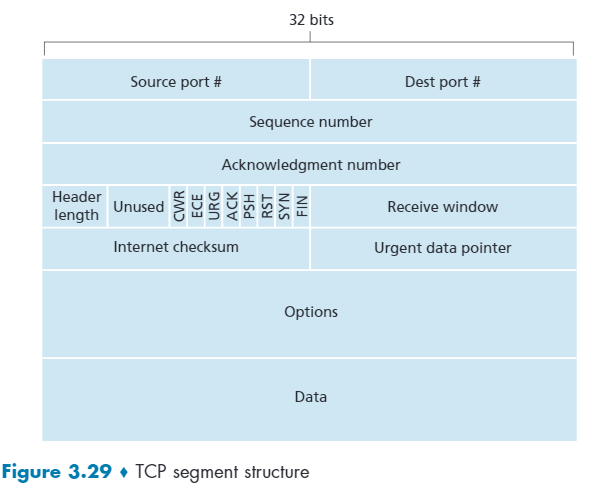 32 bits
Source port #
Dest port #
Sequence number
Acknowledgment number
Header
length
Unused
CWR
ECE
URG
ACK
PSH
RST
SYN
FIN
Receive window
Internet checksum
Urgent data pointer
Options
Data
Figure 3.29 ♦ TCP segment structure